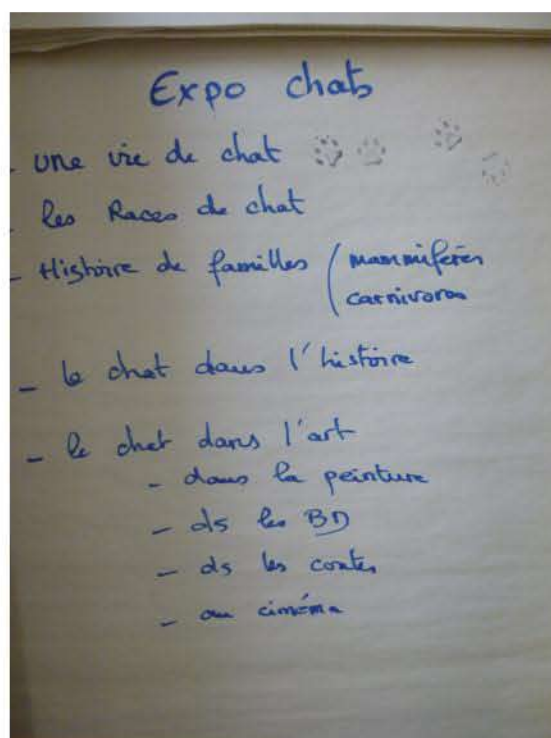 Expo chats
- une vie de chat
- les Races de chat
- Histoire de familles ( mammifères
carnivores
- le chat dans l'histoire
- le chat dans l'art
- dans la peinture
- ds les BD
- ds les contes
- au cinéma